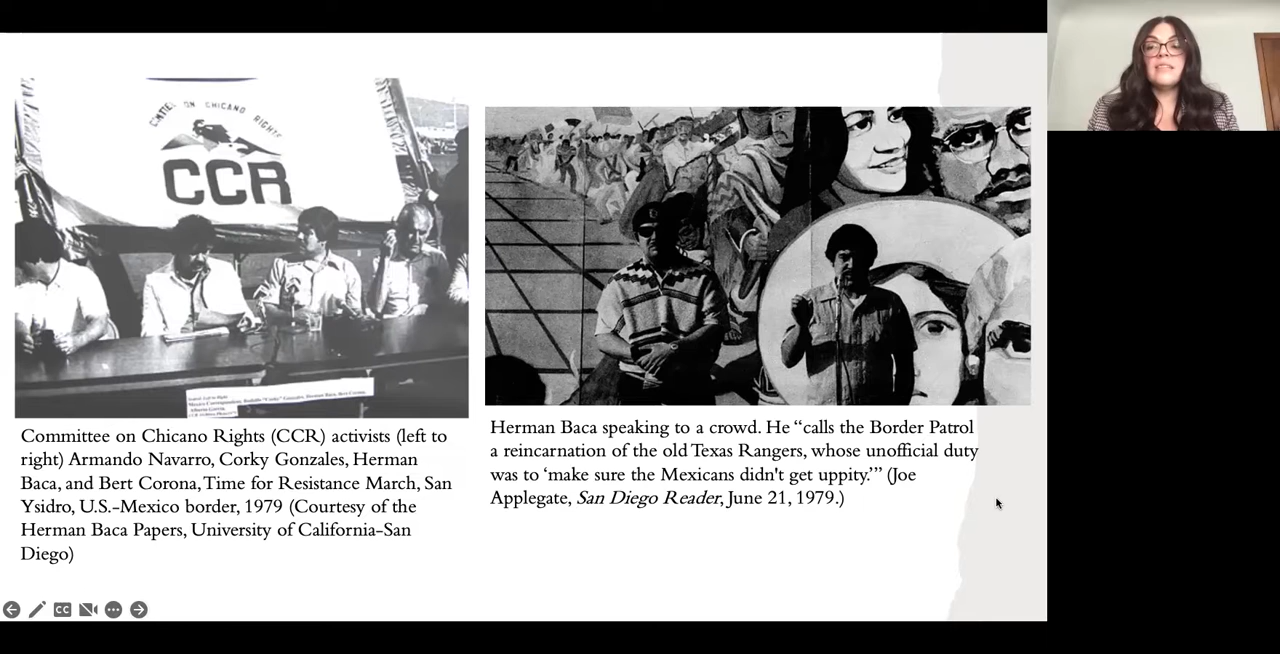 COMMITTEE ON CHICANO RIGHTS
CCR
Committee on Chicano Rights (CCR) activists (left to
right) Armando Navarro, Corky Gonzales, Herman
Baca, and Bert Corona, Time for Resistance March, San
Ysidro, U.S.-Mexico border, 1979 (Courtesy of the
Herman Baca Papers, University of California-San
Diego)
Herman Baca speaking to a crowd. He “calls the Border Patrol
a reincarnation of the old Texas Rangers, whose unofficial duty
was to ‘make sure the Mexicans didn't get uppity.’” (Joe
Applegate, San Diego Reader, June 21, 1979.)
CC